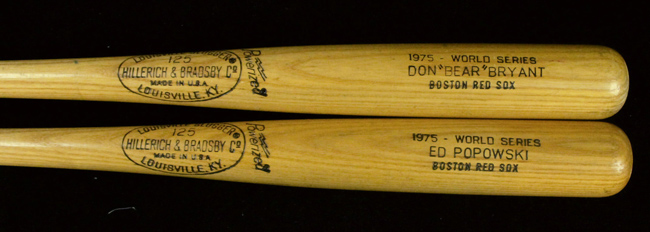 LOUISVILLE SLUGGER®
125
HILLERICH & BRADSBY Cº
MADE IN U.S.A
LOUISVILLE, KY.
Powerized
1975 - WORLD SERIES
DON "BEAR" BRYANT
BOSTON RED SOX
LOUISVILLE SLUGGER®
125
HILLERICH & BRADSBY Cº
MADE IN U.S.A
LOUISVILLE, KY.
Powerized
1975 - WORLD SERIES
ED POPOWSKI
BOSTON RED SOX